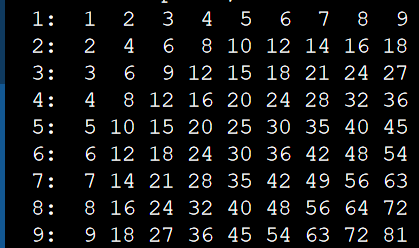 1: 1 2 3 4 5 6 7 8 9
2: 2 4 6 8 10 12 14 16 18
3: 3 6 9 12 15 18 21 24 27
4: 4 8 12 16 20 24 28 32 36
5: 5 10 15 20 25 30 35 40 45
6: 6 12 18 24 30 36 42 48 54
7: 7 14 21 28 35 42 49 56 63
8: 8 16 24 32 40 48 56 64 72
9: 9 18 27 36 45 54 63 72 81